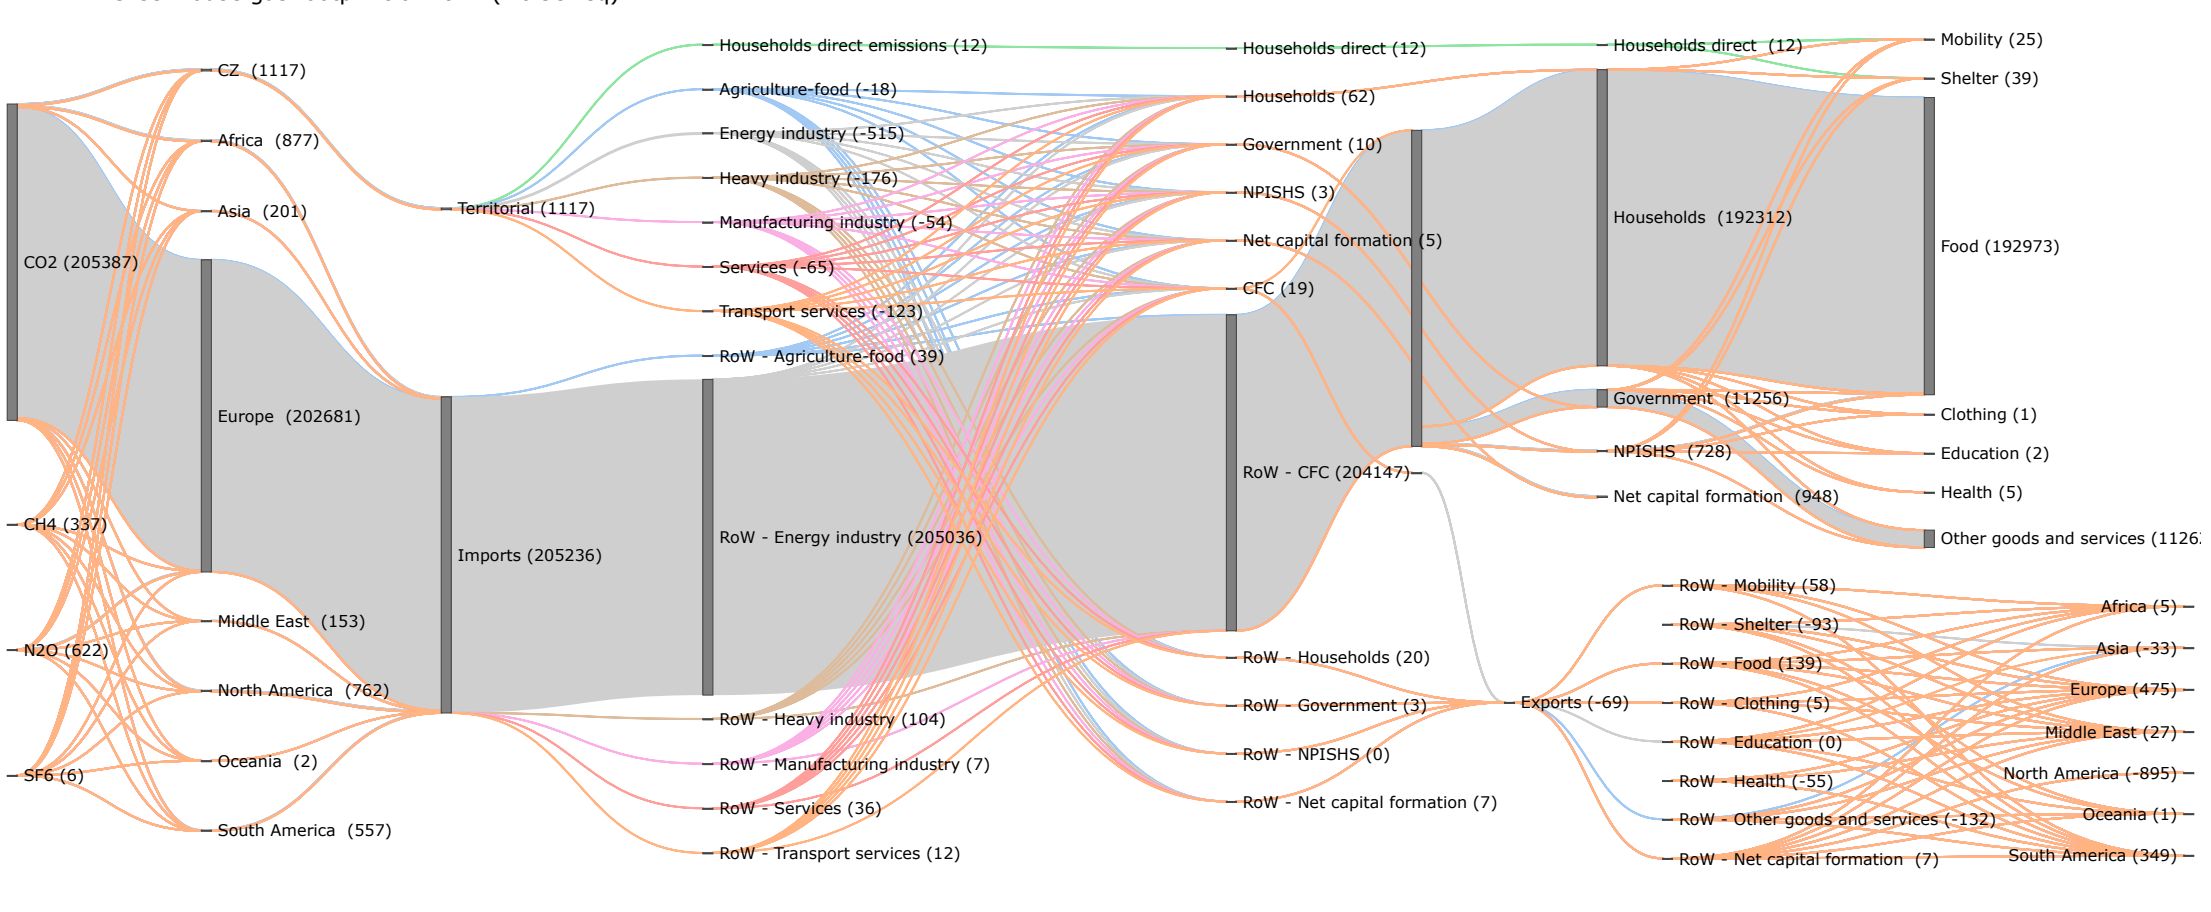 CO2 (205387)
CH4 (337)
N2O (622)
SF6 (6)
CZ  (1117)
Africa  (877)
Asia  (201)
Europe  (202681)
Middle East  (153)
North America  (762)
Oceania  (2)
South America  (557)
Territorial (1117)
Imports (205236)
Households direct emissions (12)
Agriculture-food (-18)
Energy industry (-515)
Heavy industry (-176)
Manufacturing industry (-54)
Services (-65)
Transport services (-123)
RoW - Agriculture-food (39)
RoW - Energy industry (205036)
RoW - Heavy industry (104)
RoW - Manufacturing industry (7)
RoW - Services (36)
RoW - Transport services (12)
Households direct (12)
Households (62)
Government (10)
NPISHS (3)
Net capital formation (5)
CFC (19)
RoW - CFC (204147)
RoW - Households (20)
RoW - Government (3)
RoW - NPISHS (0)
RoW - Net capital formation (7)
Exports (-69)
Households direct  (12)
Households  (192312)
Government  (11256)
NPISHS  (728)
Net capital formation  (948)
RoW - Mobility (58)
RoW - Shelter (-93)
RoW - Food (139)
RoW - Clothing (5)
RoW - Education (0)
RoW - Health (-55)
RoW - Other goods and services (-132)
RoW - Net capital formation  (7)
Mobility (25)
Shelter (39)
Food (192973)
Clothing (1)
Education (2)
Health (5)
Other goods and services (1126
Africa (5)
Asia (-33)
Europe (475)
Middle East (27)
North America (-895)
Oceania (1)
South America (349)